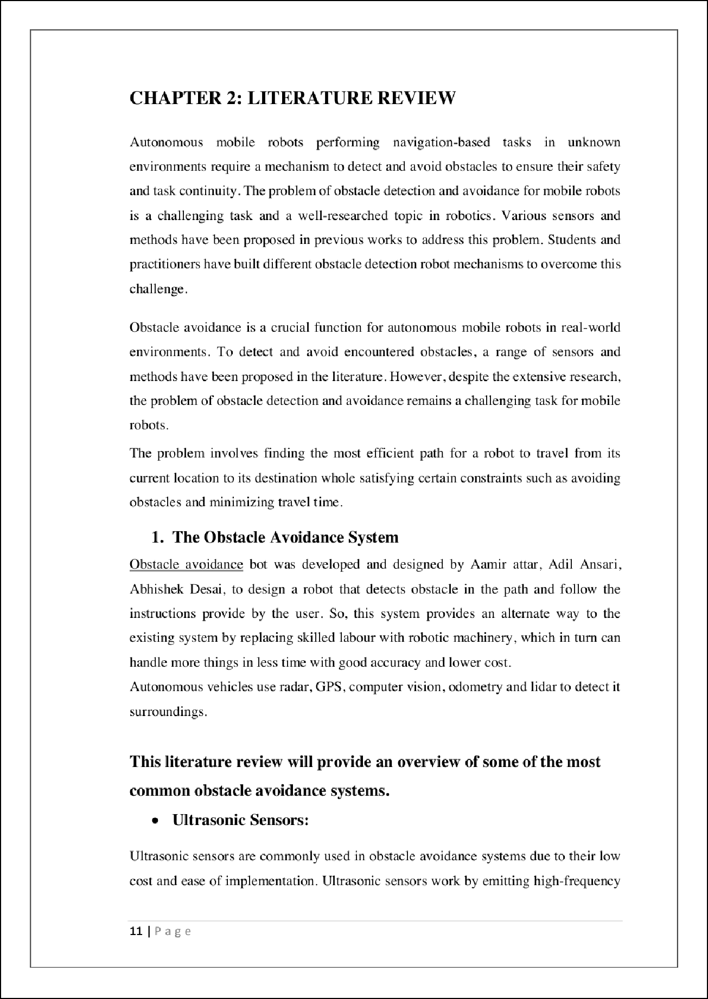 CHAPTER 2: LITERATURE REVIEW
Autonomous mobile robots performing navigation-based tasks in unknown
environments require a mechanism to detect and avoid obstacles to ensure their safety
and task continuity. The problem of obstacle detection and avoidance for mobile robots
is a challenging task and a well-researched topic in robotics. Various sensors and
methods have been proposed in previous works to address this problem. Students and
practitioners have built different obstacle detection robot mechanisms to overcome this
challenge.
Obstacle avoidance is a crucial function for autonomous mobile robots in real-world
environments. To detect and avoid encountered obstacles, a range of sensors and
methods have been proposed in the literature. However, despite the extensive research,
the problem of obstacle detection and avoidance remains a challenging task for mobile
robots.
The problem involves finding the most efficient path for a robot to travel from its
current location to its destination whole satisfying certain constraints such as avoiding
obstacles and minimizing travel time.
1. The Obstacle Avoidance System
Obstacle avoidance bot was developed and designed by Aamir attar, Adil Ansari,
Abhishek Desai, to design a robot that detects obstacle in the path and follow the
instructions provide by the user. So, this system provides an alternate way to the
existing system by replacing skilled labour with robotic machinery, which in turn can
handle more things in less time with good accuracy and lower cost.
Autonomous vehicles use radar, GPS, computer vision, odometry and lidar to detect it
surroundings.
This literature review will provide an overview of some of the most
common obstacle avoidance systems.
• Ultrasonic Sensors:
Ultrasonic sensors are commonly used in obstacle avoidance systems due to their low
cost and ease of implementation. Ultrasonic sensors work by emitting high-frequency
11 | P a g e